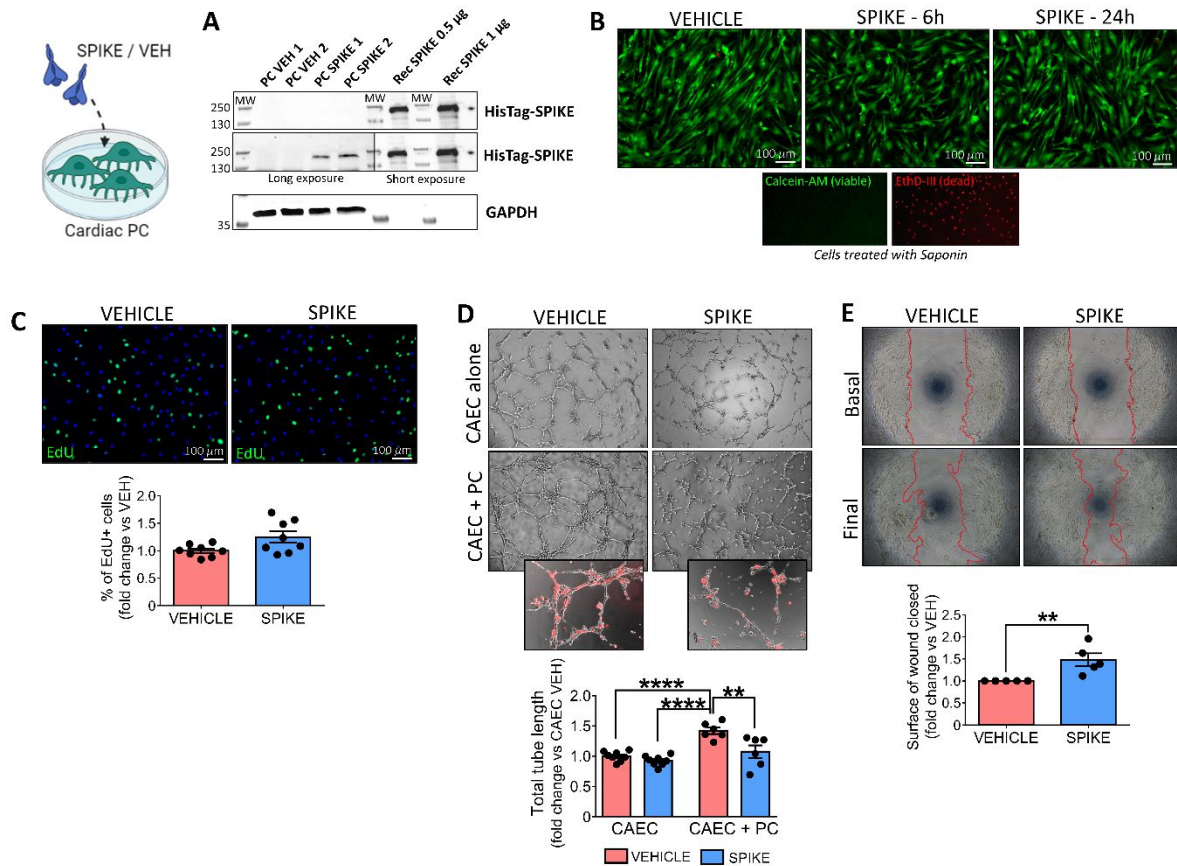 SPIKE / VEH
Cardiac PC
A
PC VEH 1
PC VEH 2
PC SPIKE 1
PC SPIKE 2
Rec SPIKE 0.5 µg
Rec SPIKE 1 µg
MW MW MW
250
130
HisTag-SPIKE
250
130
HisTag-SPIKE
Long exposure Short exposure
35
GAPDH
B
VEHICLE SPIKE - 6h SPIKE - 24h
100 µm 100 µm 100 µm
Calcein-AM (viable) EthD-III (dead)
Cells treated with Saponin
C
VEHICLE SPIKE
EdU 100 µm EdU 100 µm
% of EdU+ cells
(fold change vs VEH)
2.0
1.5
1.0
0.5
0
VEHICLE SPIKE
D
VEHICLE SPIKE
CAEC alone
CAEC + PC
Total tube length
(fold change vs CAEC VEH)
2.0
1.5
1.0
0.5
0
****
****
**
CAEC CAEC + PC
VEHICLE SPIKE
E
VEHICLE SPIKE
Basal
Final
Surface of wound closed
(fold change vs VEH)
2.5
2.0
1.5
1.0
0.5
0
**
VEHICLE SPIKE